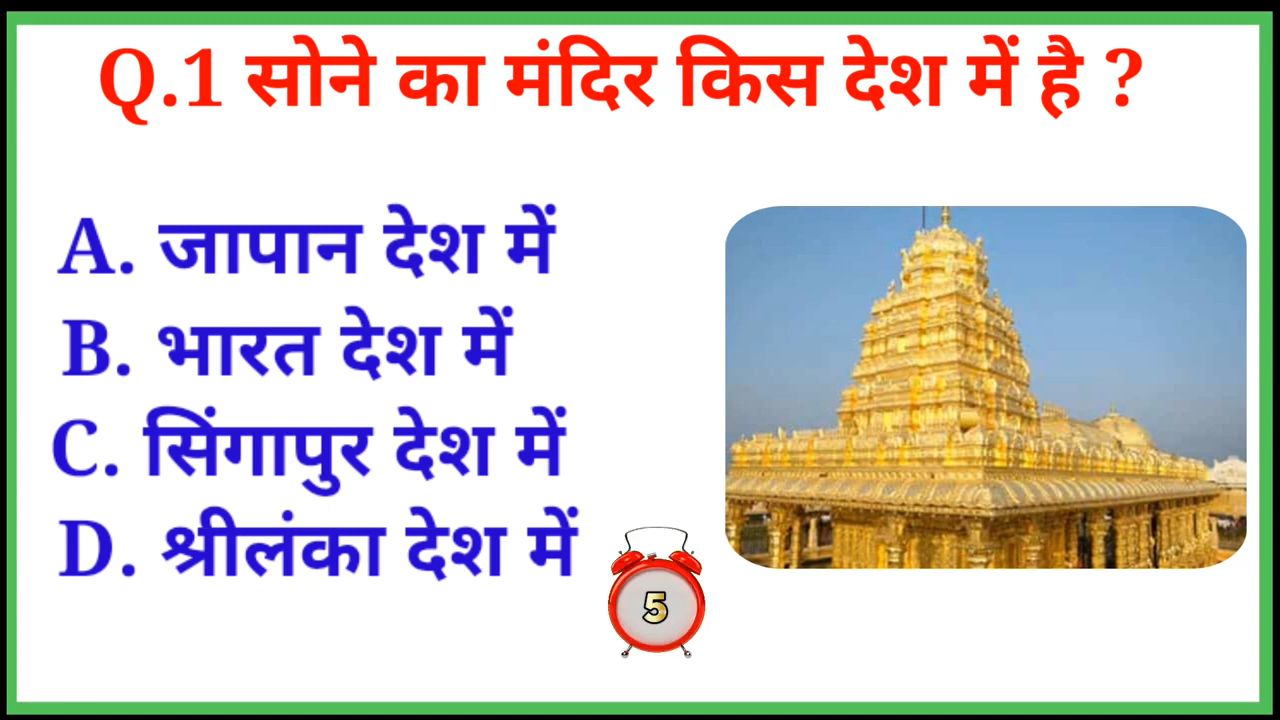 Q.1 सोने का मंदिर किस देश में है ?
A. जापान देश में
B. भारत देश में
C. सिंगापुर देश में
D. श्रीलंका देश में
5